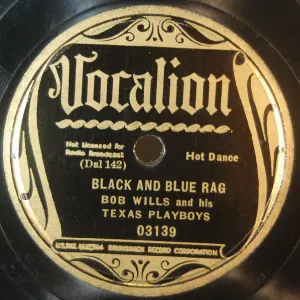 Vocalion
Not Licensed for
Radio Broadcast
(Dal 142)
Hot Dance
BLACK AND BLUE RAG
BOB WILLS and his
TEXAS PLAYBOYS
03139
BRUNSWICK RECORD CORPORATION